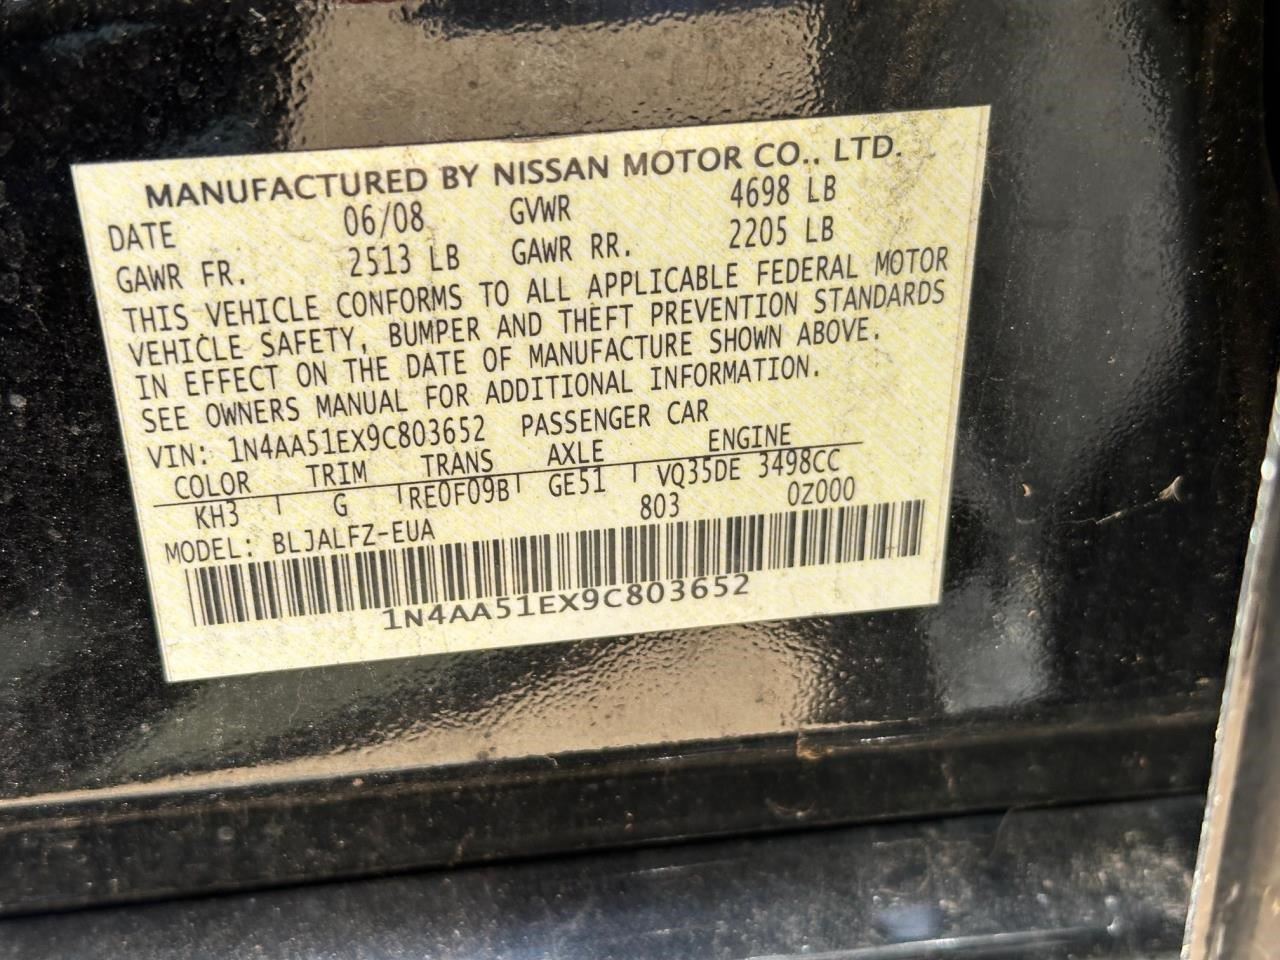 MANUFACTURED BY NISSAN MOTOR CO., LTD.
DATE 06/08 GVWR 4698 LB
GAWR FR. 2513 LB GAWR RR. 2205 LB
THIS VEHICLE CONFORMS TO ALL APPLICABLE FEDERAL MOTOR
VEHICLE SAFETY, BUMPER AND THEFT PREVENTION STANDARDS
IN EFFECT ON THE DATE OF MANUFACTURE SHOWN ABOVE.
SEE OWNERS MANUAL FOR ADDITIONAL INFORMATION.
VIN: 1N4AA51EX9C803652 PASSENGER CAR
COLOR TRIM TRANS AXLE ENGINE
KH3 G RE0F09B GE51 VQ35DE 3498CC
MODEL: BLJALFZ-EUA 803 0Z000
1N4AA51EX9C803652